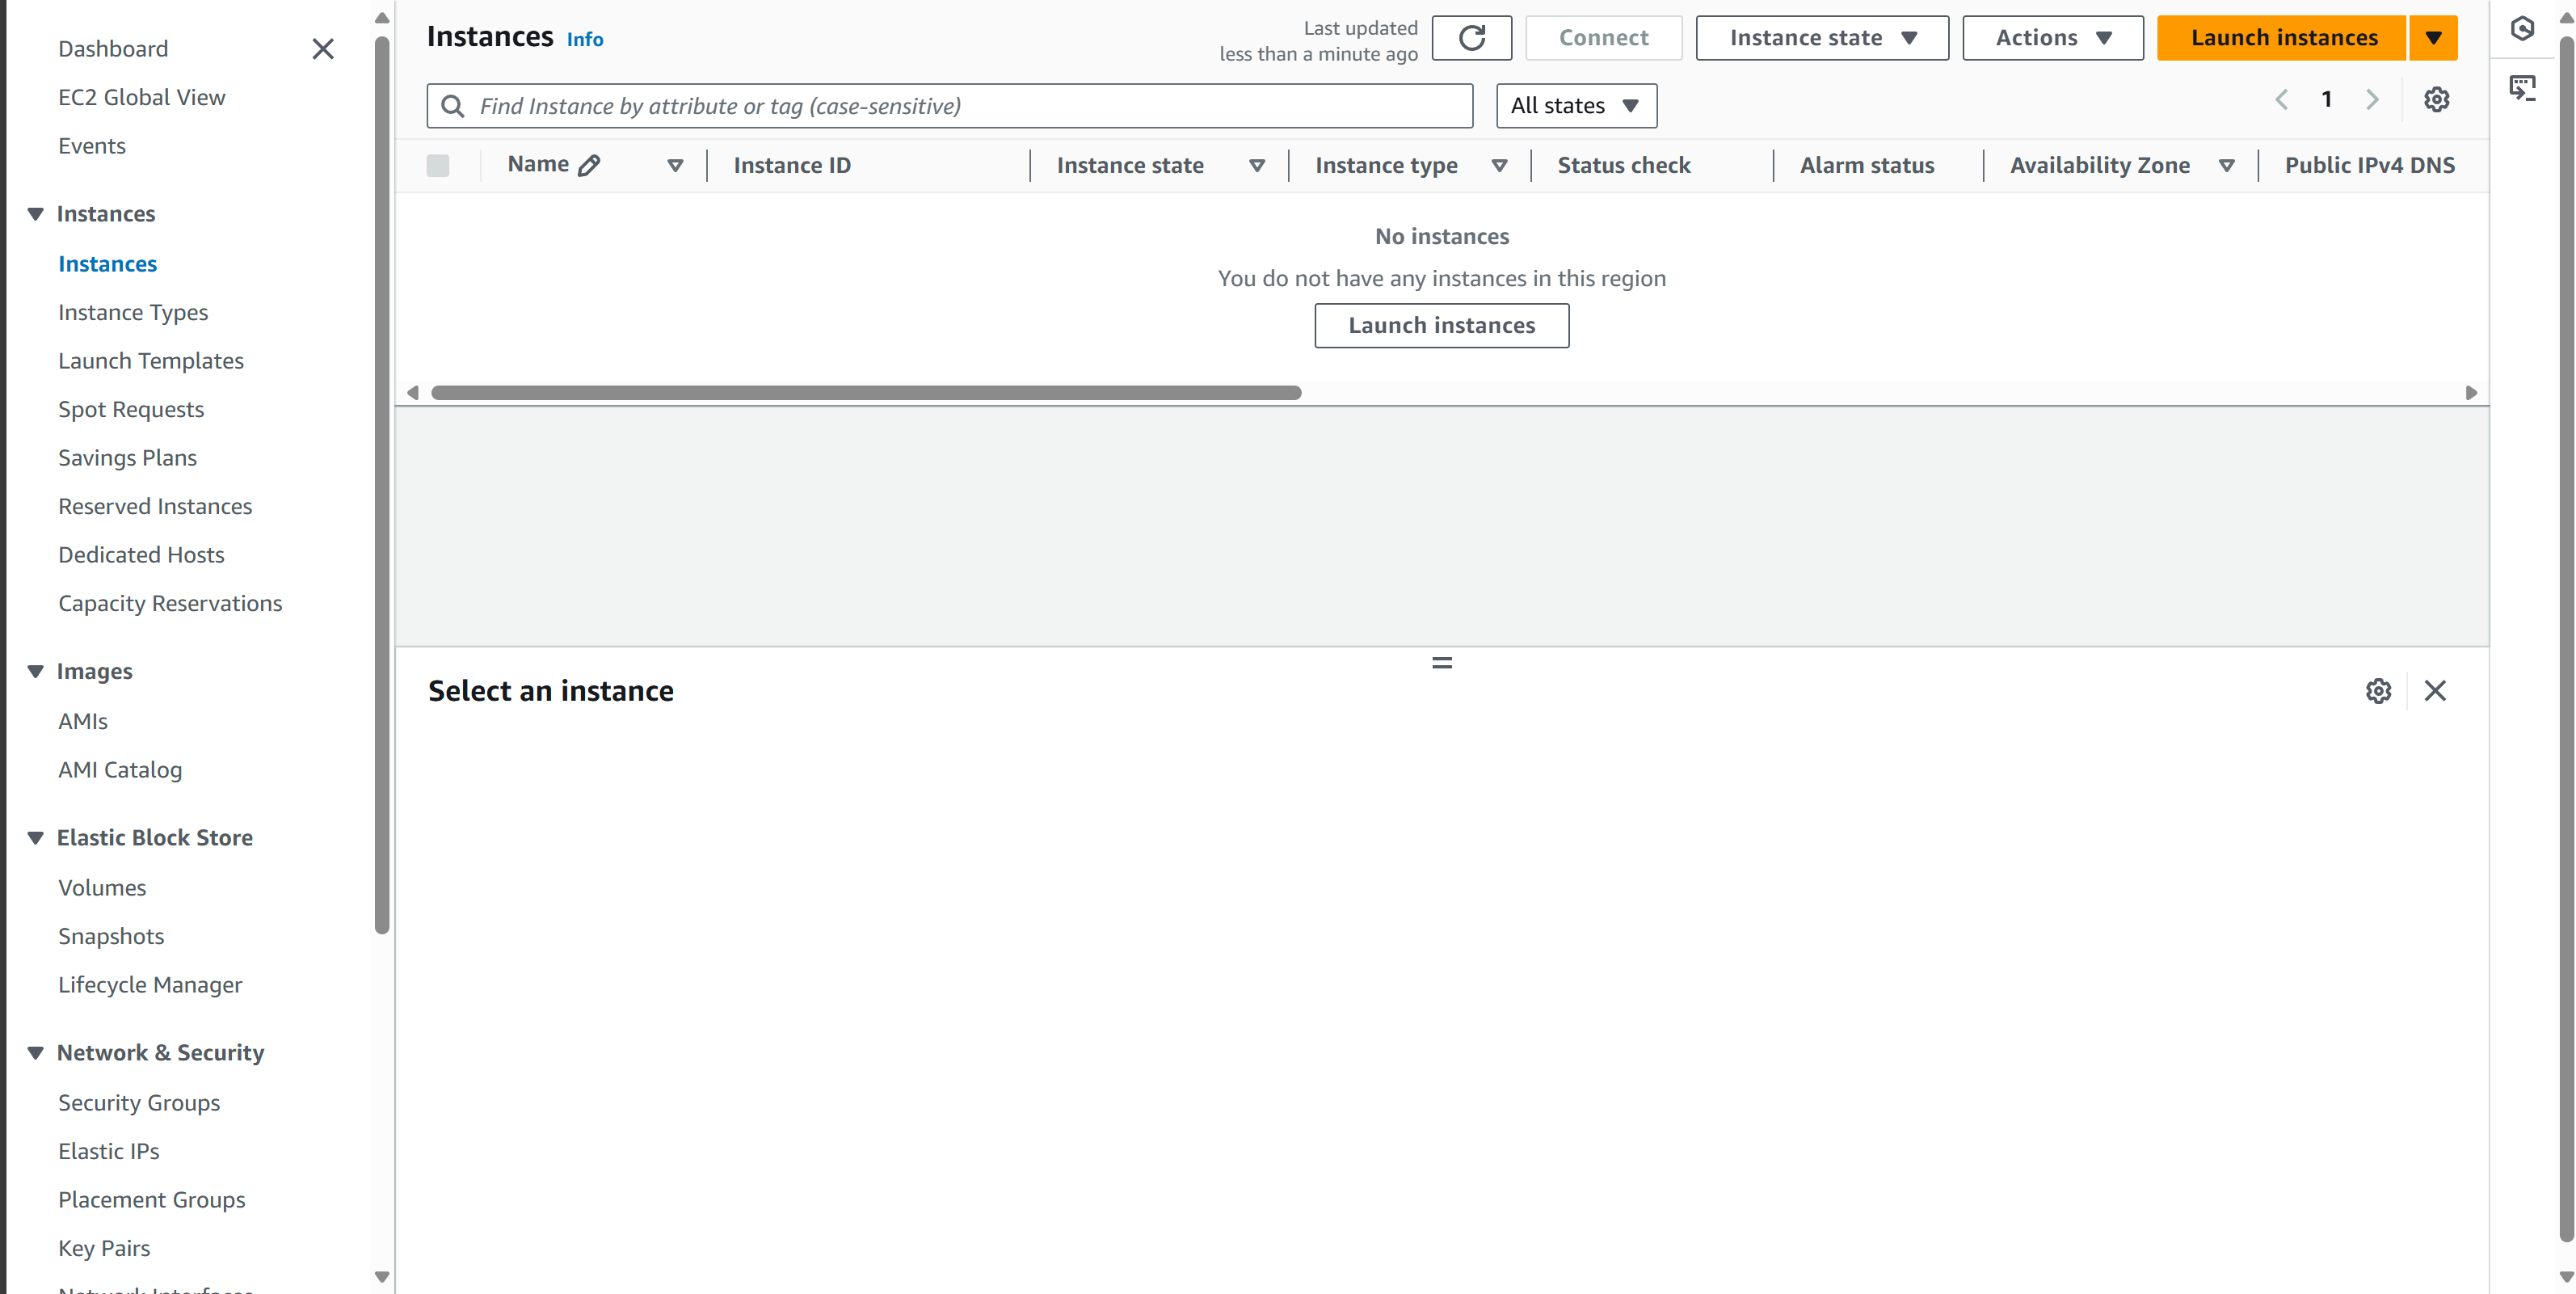 Dashboard
EC2 Global View
Events
Instances
Instances
Instance Types
Launch Templates
Spot Requests
Savings Plans
Reserved Instances
Dedicated Hosts
Capacity Reservations
Images
AMIs
AMI Catalog
Elastic Block Store
Volumes
Snapshots
Lifecycle Manager
Network & Security
Security Groups
Elastic IPs
Placement Groups
Key Pairs
Network Interfaces
Instances Info
Last updated
less than a minute ago
Connect
Instance state
Actions
Launch instances
Find Instance by attribute or tag (case-sensitive)
All states
1
Name
Instance ID
Instance state
Instance type
Status check
Alarm status
Availability Zone
Public IPv4 DNS
No instances
You do not have any instances in this region
Launch instances
Select an instance